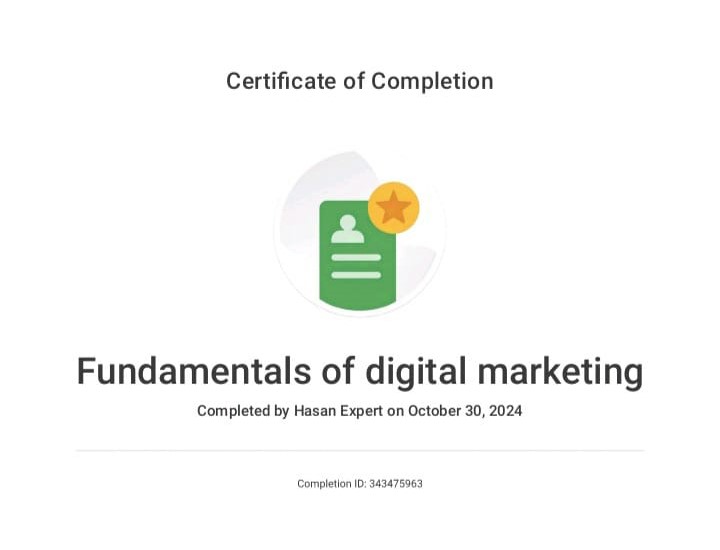 Certificate of Completion
Fundamentals of digital marketing
Completed by Hasan Expert on October 30, 2024
Completion ID: 343475963